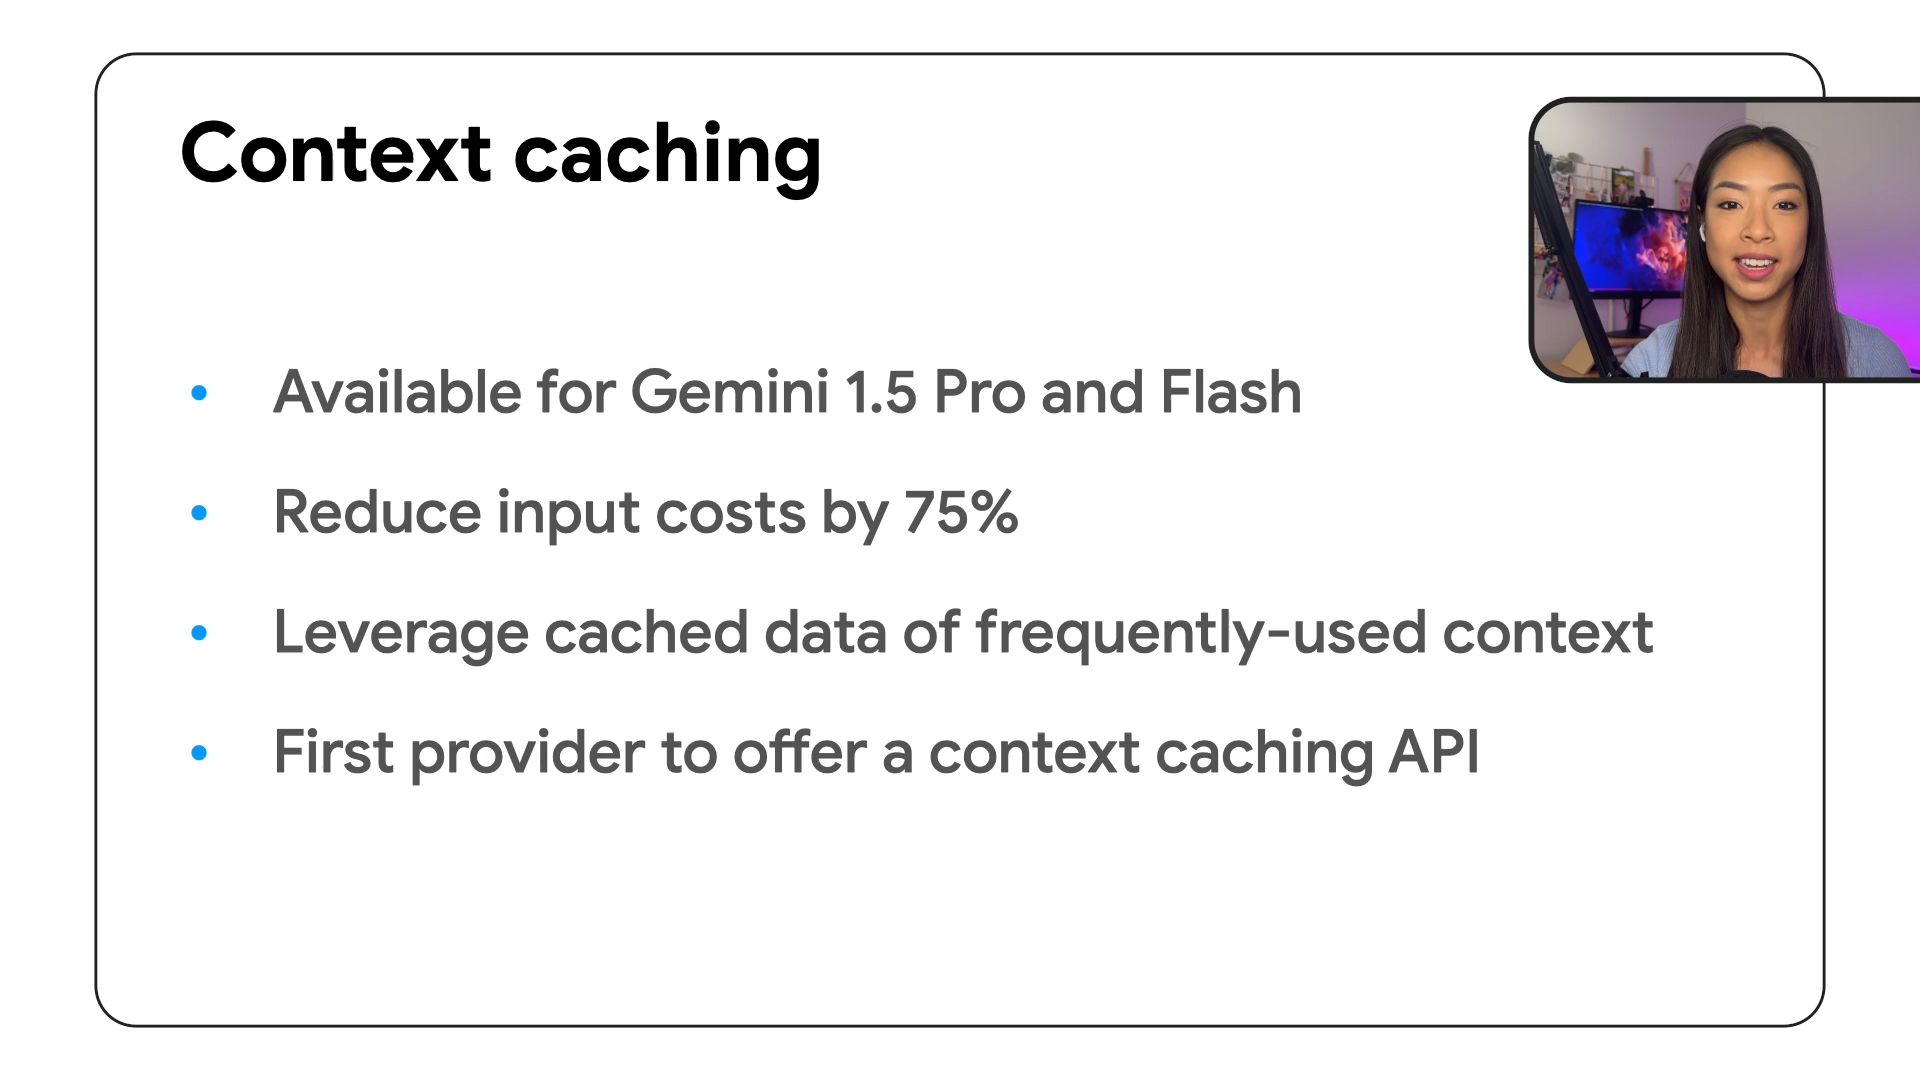 Context caching
• Available for Gemini 1.5 Pro and Flash
• Reduce input costs by 75%
• Leverage cached data of frequently-used context
• First provider to offer a context caching API